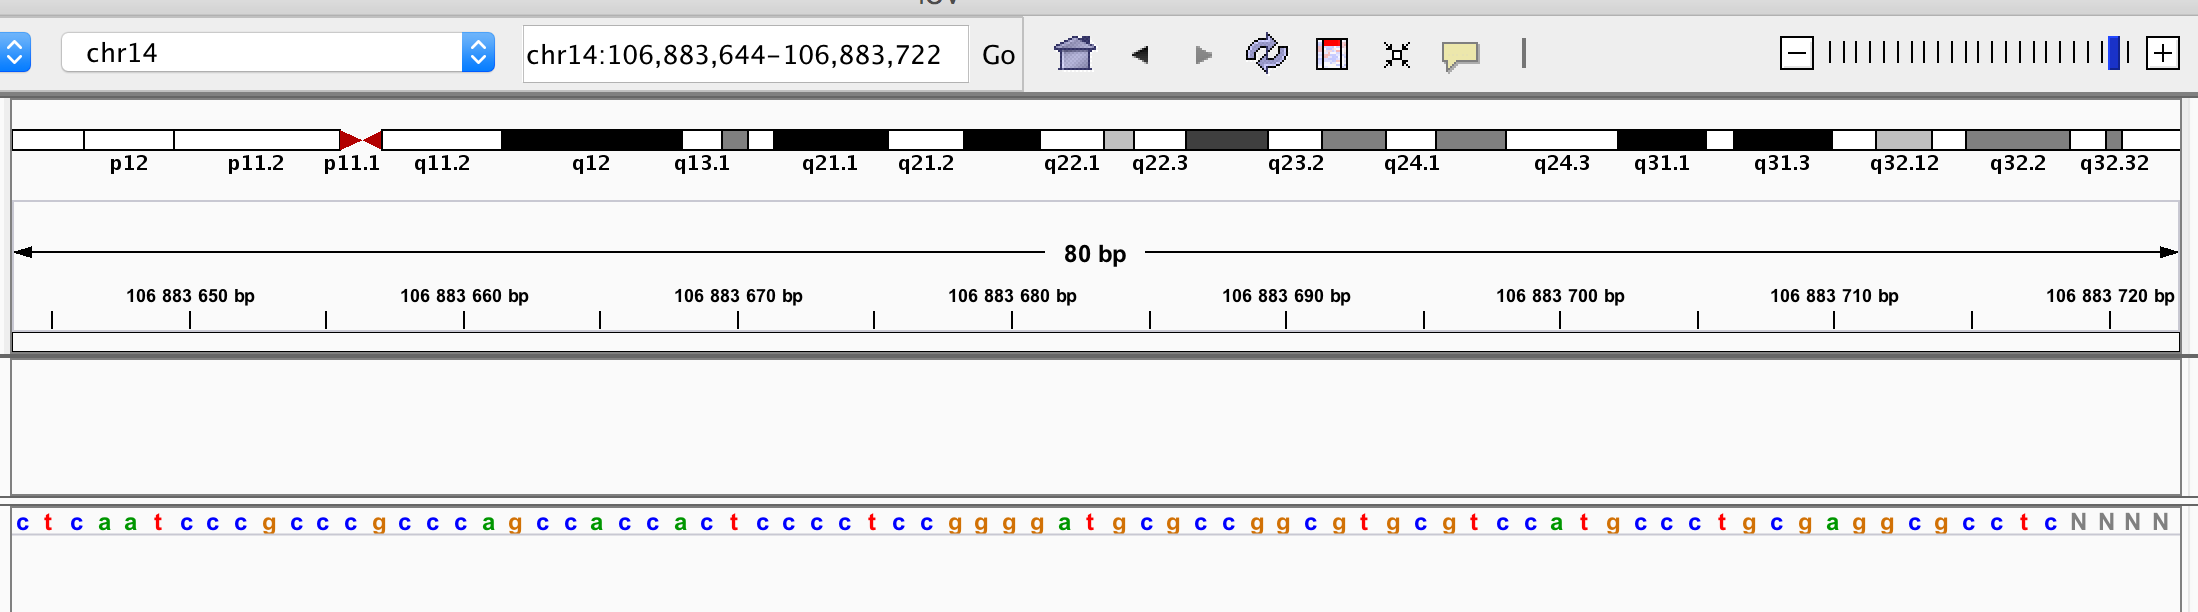 chr14 chr14:106,883,644-106,883,722 Go
p12 p11.2 p11.1 q11.2 q12 q13.1 q21.1 q21.2 q22.1 q22.3 q23.2 q24.1 q24.3 q31.1 q31.3 q32.12 q32.2 q32.32
80 bp
106 883 650 bp 106 883 660 bp 106 883 670 bp 106 883 680 bp 106 883 690 bp 106 883 700 bp 106 883 710 bp 106 883 720 bp
c t c a a t c c c g c c c g c c c a g c c a c c a c t c c c c t c c g g g g a t g c g c c g g c g t g c g t c c a t g c c c t g c g a g g c g c c t c N N N N